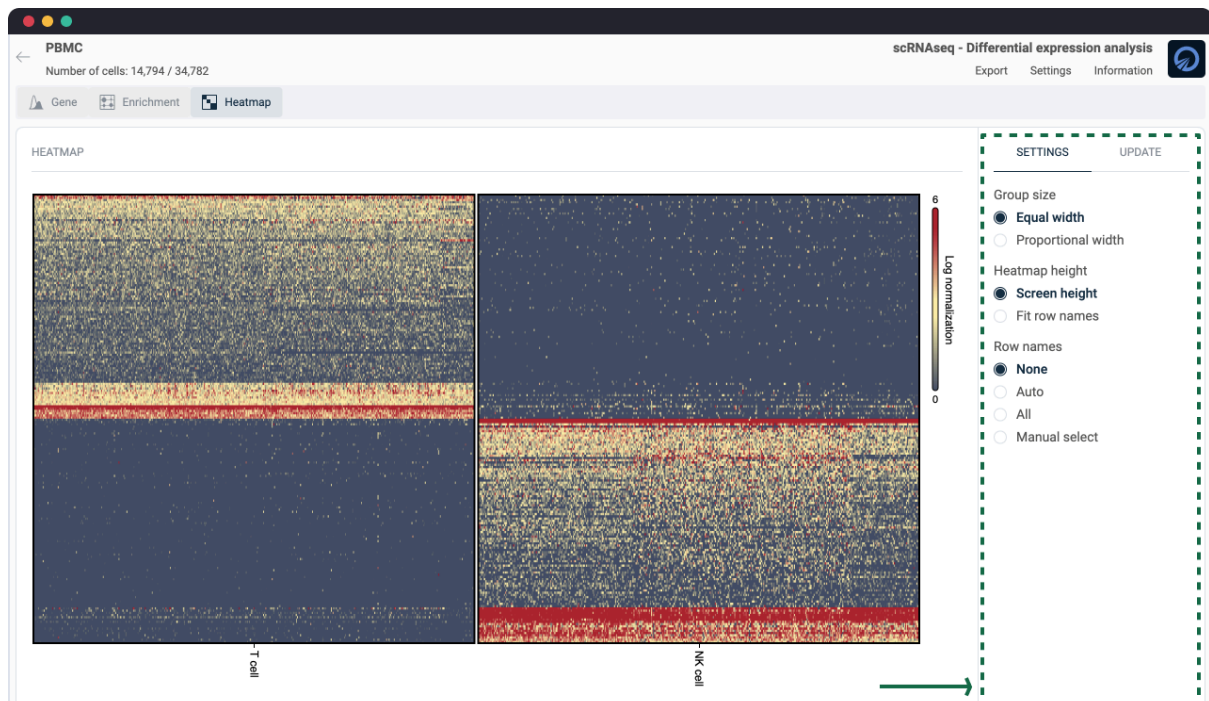 PBMC
Number of cells: 14,794 / 34,782
scRNAseq - Differential expression analysis
Export Settings Information
Gene Enrichment Heatmap
HEATMAP
SETTINGS UPDATE
6
Log normalization
0
Group size
Equal width
Proportional width
Heatmap height
Screen height
Fit row names
Row names
None
Auto
All
Manual select
T cell
NK cell